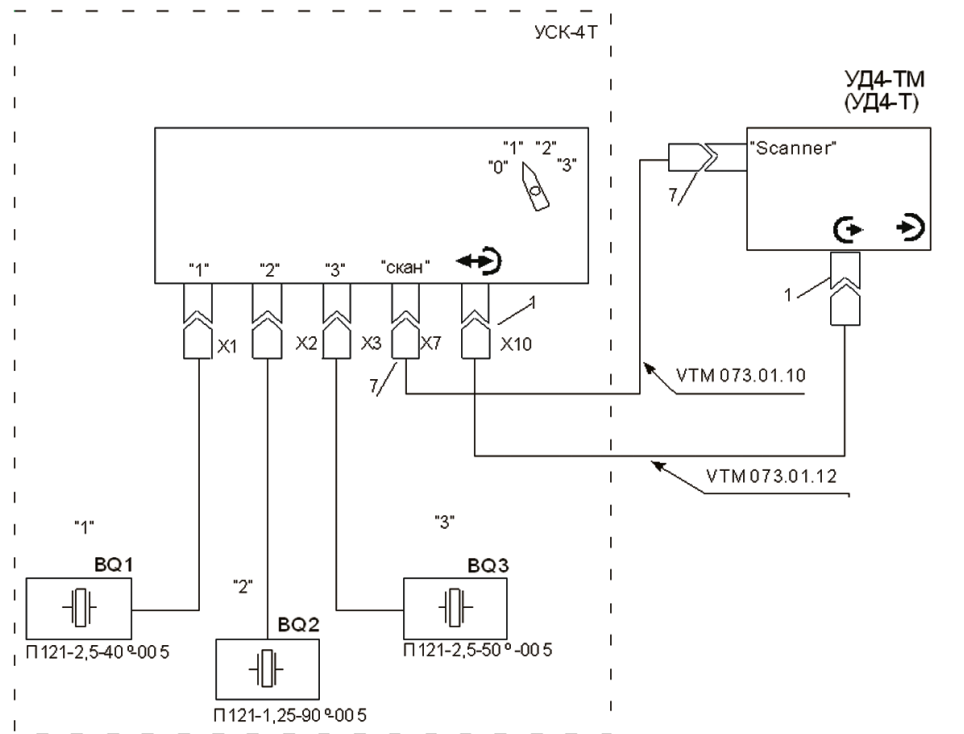 УСК-4Т
УД4-ТМ
(УД4-Т)
"0" "1" "2" "3"
"Scanner"
7
"1" "2" "3" "скан"
1
1
X1 X2 X3 X7 X10
7
VTM 073.01.10
VTM 073.01.12
"1"
"3"
BQ1
"2"
BQ3
BQ2
П121-2,5-40º-005
П121-2,5-50º-005
П121-1,25-90º-005